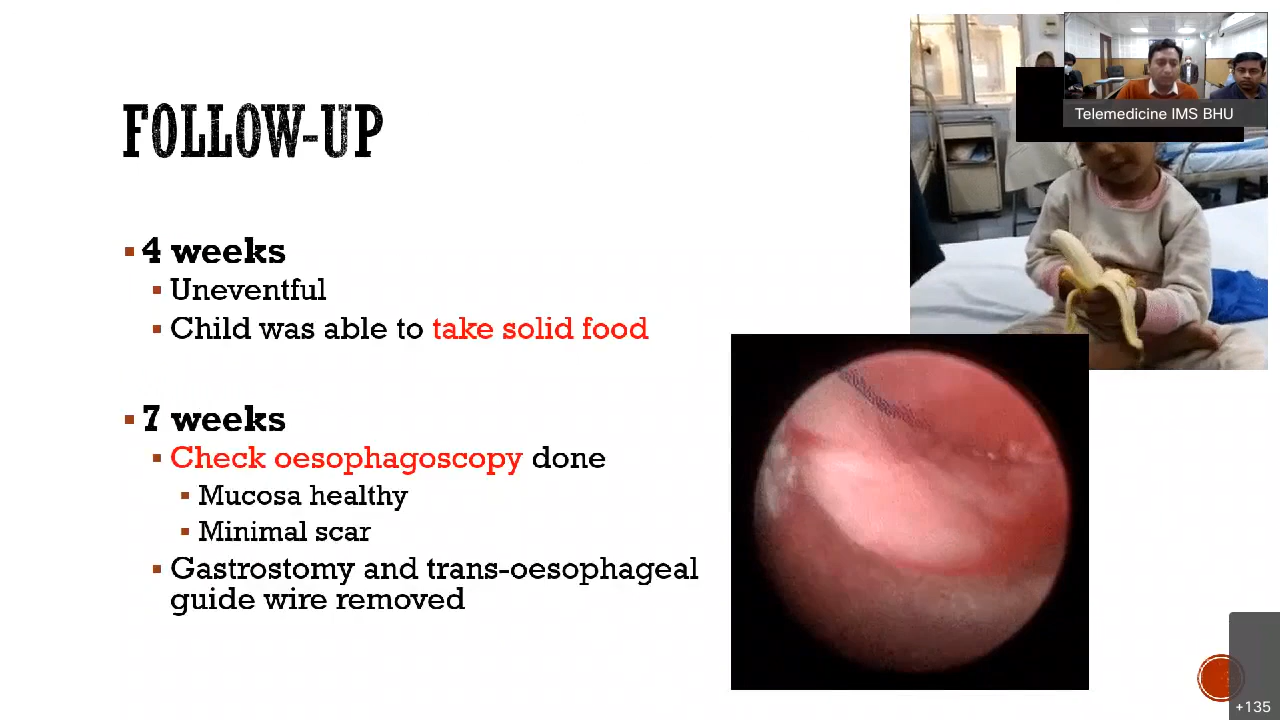 FOLLOW-UP
4 weeks
Uneventful
Child was able to take solid food
7 weeks
Check oesophagoscopy done
Mucosa healthy
Minimal scar
Gastrostomy and trans-oesophageal
guide wire removed
Telemedicine IMS BHU
+135